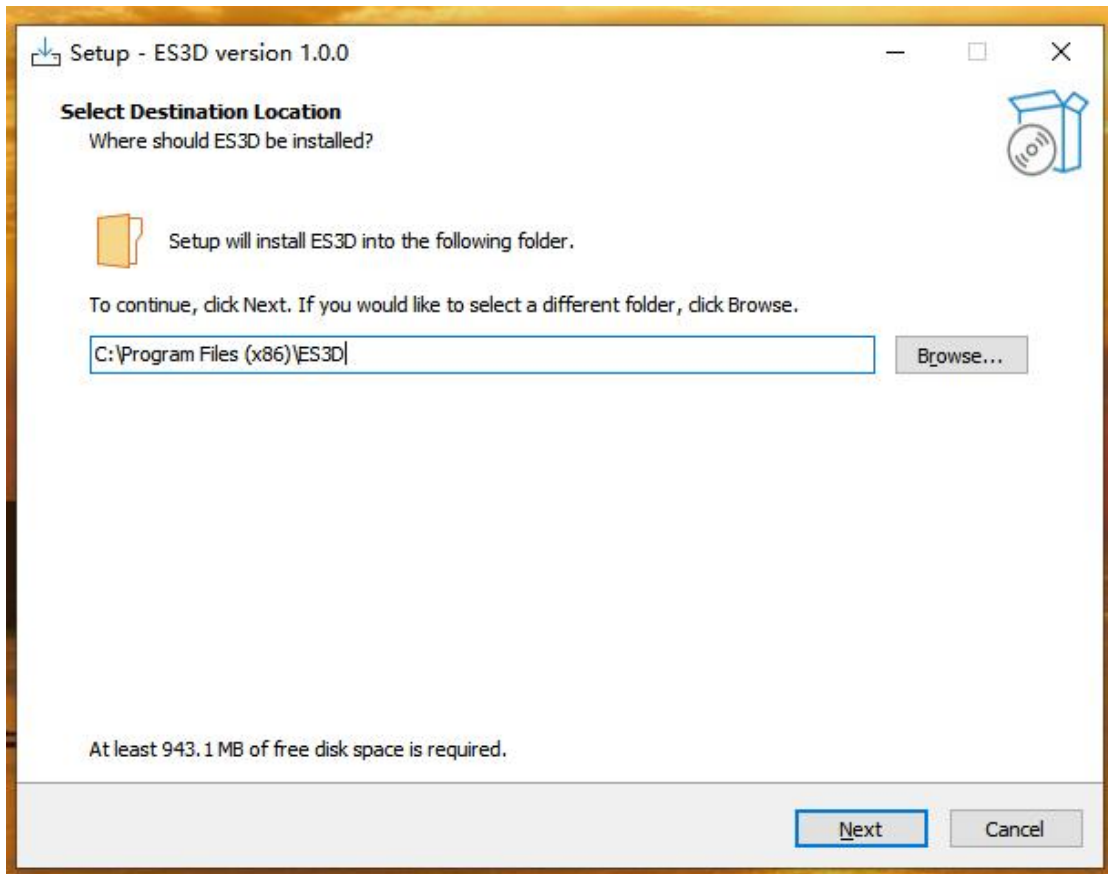 Setup - ES3D version 1.0.0
Select Destination Location
Where should ES3D be installed?
Setup will install ES3D into the following folder.
To continue, click Next. If you would like to select a different folder, click Browse.
C:\Program Files (x86)\ES3D
Browse...
At least 943.1 MB of free disk space is required.
Next
Cancel